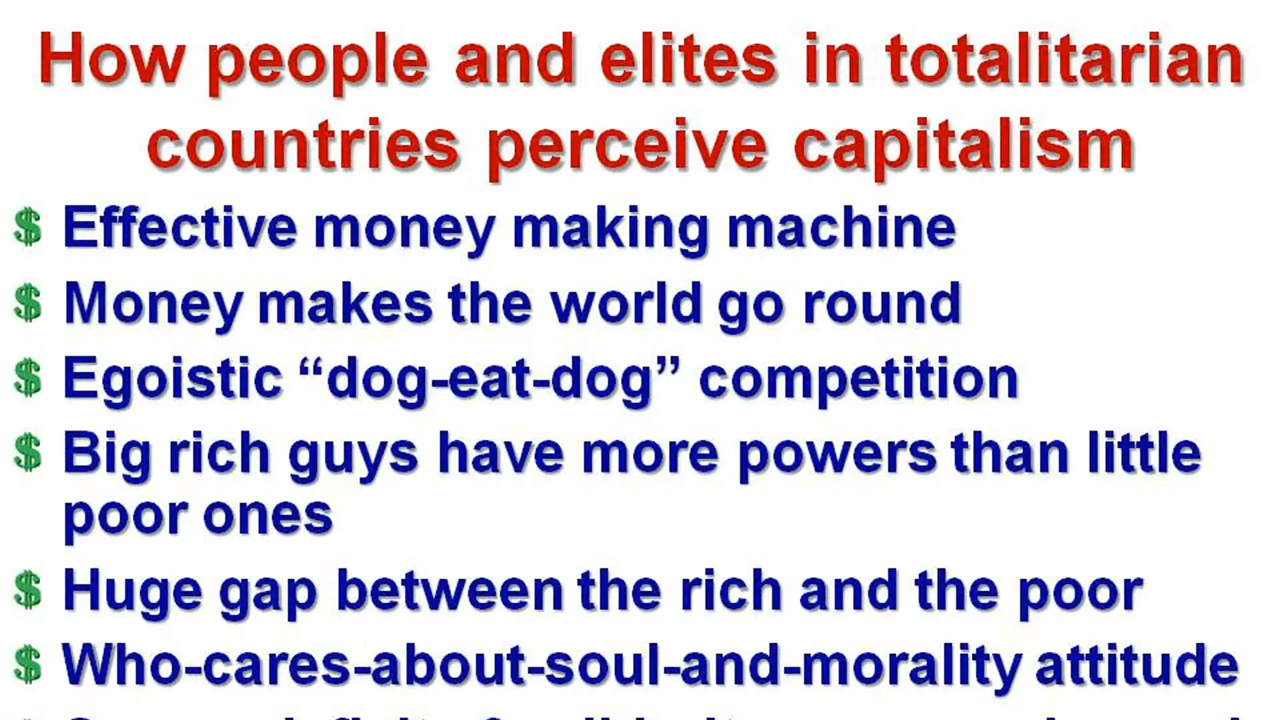 How people and elites in totalitarian
countries perceive capitalism
$ Effective money making machine
$ Money makes the world go round
$ Egoistic “dog-eat-dog” competition
$ Big rich guys have more powers than little
poor ones
$ Huge gap between the rich and the poor
$ Who-cares-about-soul-and-morality attitude